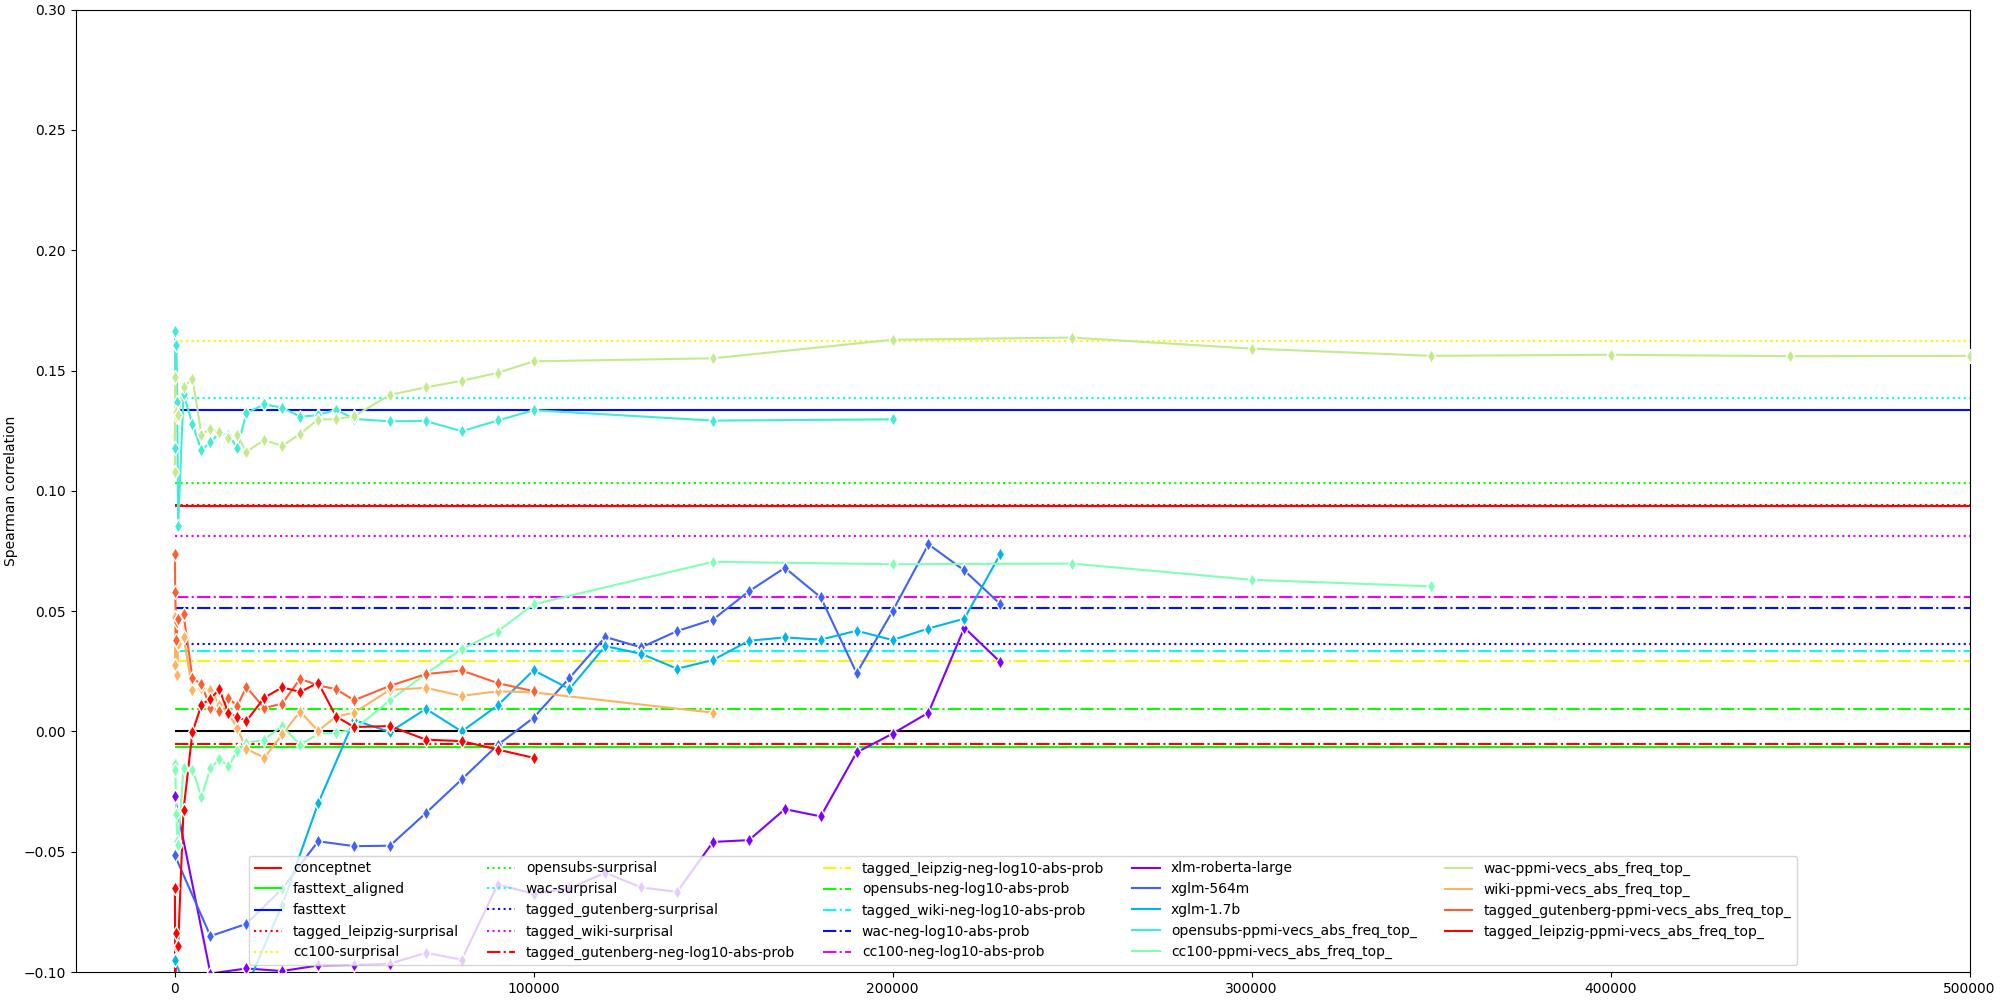 0.30
0.25
0.20
0.15
0.10
0.05
0.00
−0.05
−0.10
Spearman correlation
0
100000
200000
300000
400000
500000
conceptnet
fasttext_aligned
fasttext
tagged_leipzig-surprisal
cc100-surprisal
opensubs-surprisal
wac-surprisal
tagged_gutenberg-surprisal
tagged_wiki-surprisal
tagged_gutenberg-neg-log10-abs-prob
tagged_leipzig-neg-log10-abs-prob
opensubs-neg-log10-abs-prob
tagged_wiki-neg-log10-abs-prob
wac-neg-log10-abs-prob
cc100-neg-log10-abs-prob
xlm-roberta-large
xglm-564m
xglm-1.7b
opensubs-ppmi-vecs_abs_freq_top_
cc100-ppmi-vecs_abs_freq_top_
wac-ppmi-vecs_abs_freq_top_
wiki-ppmi-vecs_abs_freq_top_
tagged_gutenberg-ppmi-vecs_abs_freq_top_
tagged_leipzig-ppmi-vecs_abs_freq_top_